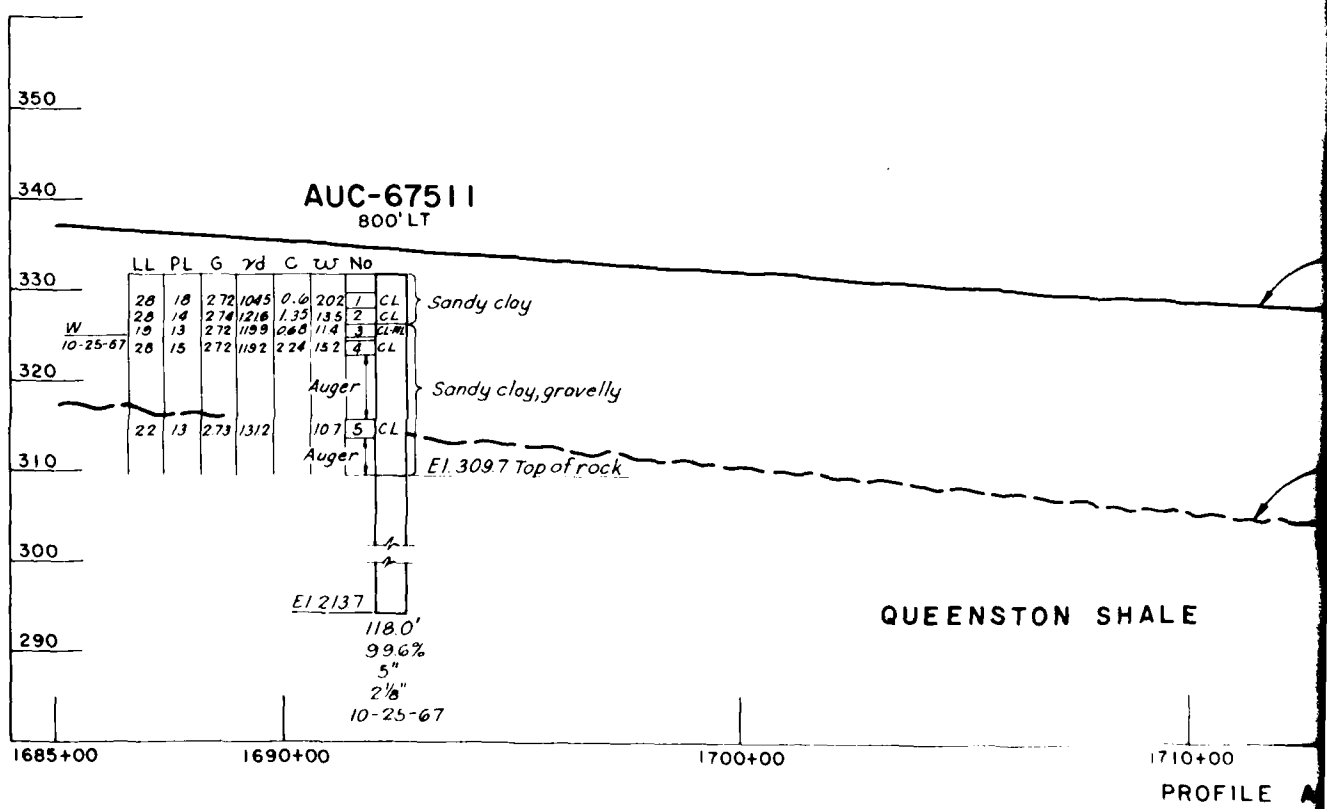 350
340
AUC-67511
800' LT
LL PL G γd C w No
330
28 18 2.72 104.5 0.6 20.2 1 CL
Sandy clay
28 14 2.74 121.6 1.35 13.5 2 CL
W
19 13 2.72 119.9 0.68 11.4 3 CL-ML
10-25-67
28 15 2.72 119.2 2.24 15.2 4 CL
320
Auger
Sandy clay, gravelly
22 13 2.73 131.2 10.7 5 CL
310
Auger
El. 309.7 Top of rock
300
El. 213.7
QUEENSTON SHALE
118.0'
99.6%
290
5"
2⅛"
10-25-67
1685+00 1690+00 1700+00 1710+00
PROFILE A